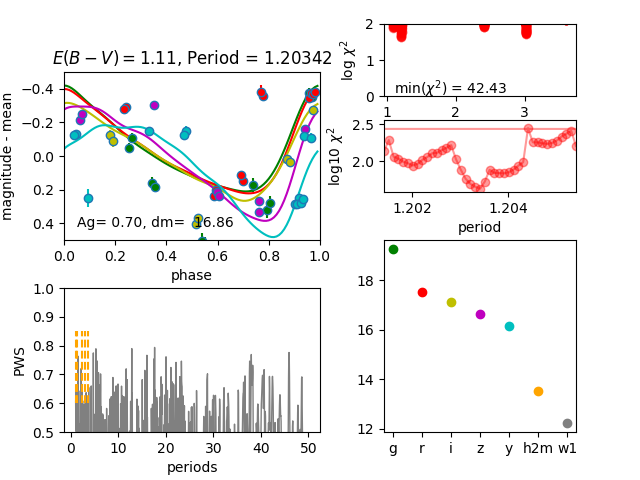 E(B − V) = 1.11, Period = 1.20342
magnitude - mean
−0.4
−0.2
0.0
0.2
0.4
Ag= 0.70, dm= 16.86
0.0 0.2 0.4 0.6 0.8 1.0
phase
log χ²
2
1
0
min(χ²) = 42.43
1 2 3
log10 χ²
2.5
2.0
1.202 1.204
period
PWS
1.0
0.9
0.8
0.7
0.6
0.5
0 10 20 30 40 50
periods
18
16
14
12
g r i z y h2m w1